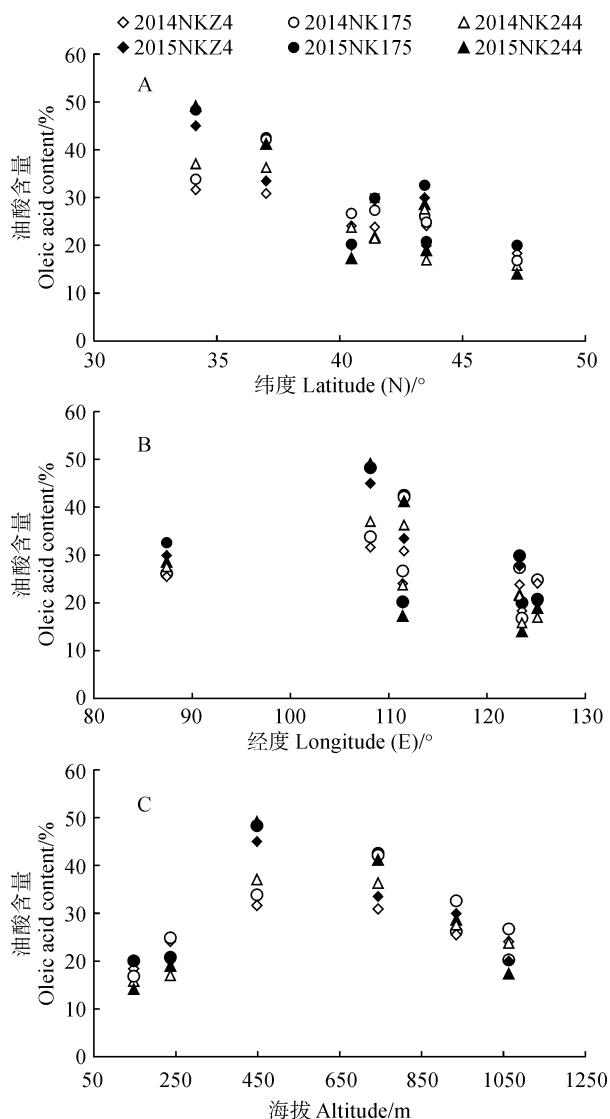 ◇2014NKZ4 ○2014NK175 △2014NK244
◆2015NKZ4 ●2015NK175 ▲2015NK244
A
油酸含量
Oleic acid content/%
60
50
40
30
20
10
0
30 35 40 45 50
纬度 Latitude (N)/°
B
油酸含量
Oleic acid content/%
60
50
40
30
20
10
0
80 90 100 110 120 130
经度 Longitude (E)/°
C
油酸含量
Oleic acid content/%
60
50
40
30
20
10
0
50 250 450 650 850 1050 1250
海拔 Altitude/m